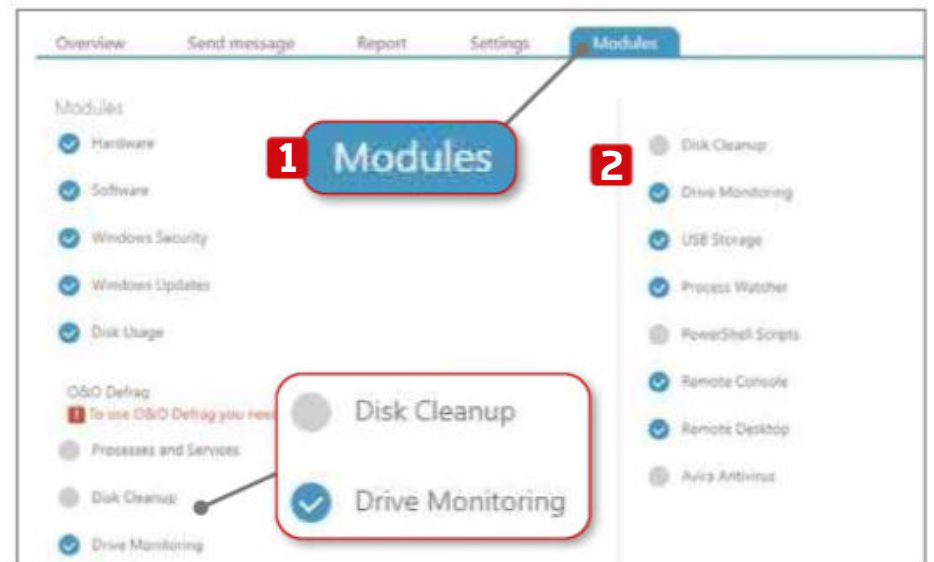 Overview Send message Report Settings Modules
Modules
Hardware
Software
Windows Security
Windows Updates
Disk Usage
O&O Defrag
! To use O&O Defrag you need
Processes and Services
Disk Cleanup
Drive Monitoring
1 Modules
Disk Cleanup
Drive Monitoring
2
Disk Cleanup
Drive Monitoring
USB Storage
Process Watcher
PowerShell Scripts
Remote Console
Remote Desktop
Avira Antivirus